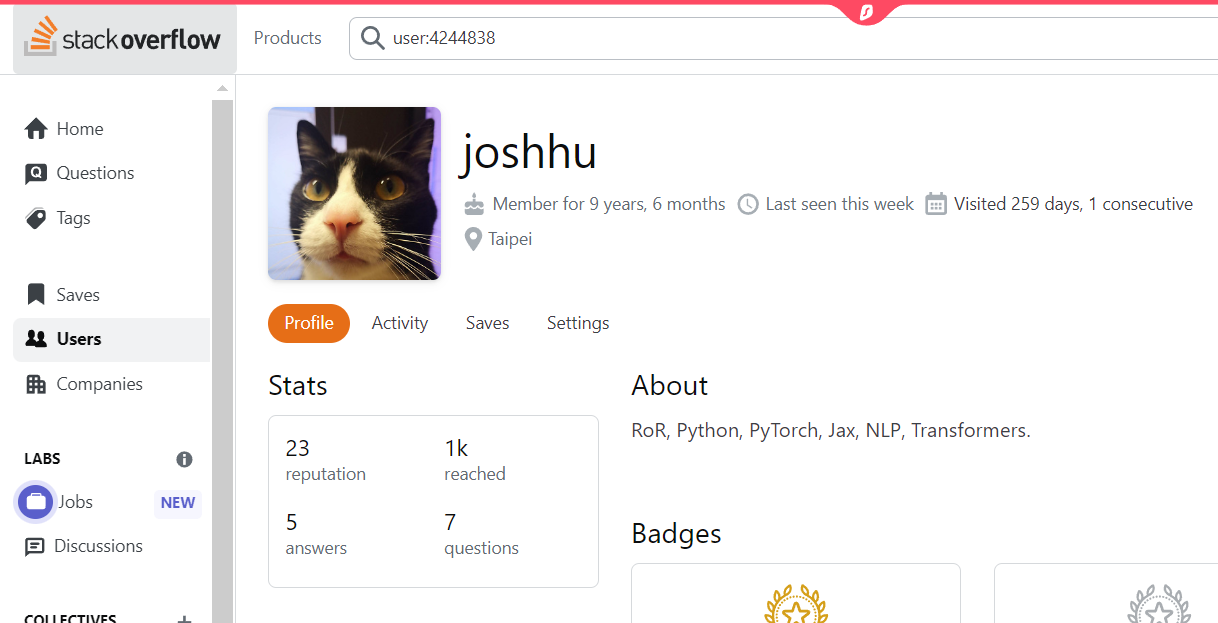 stack overflow
Products
user:4244838
Home
Questions
Tags
Saves
Users
Companies
LABS
Jobs NEW
Discussions
COLLECTIVES
joshhu
Member for 9 years, 6 months Last seen this week Visited 259 days, 1 consecutive
Taipei
Profile Activity Saves Settings
Stats
23 1k
reputation reached
5 7
answers questions
About
RoR, Python, PyTorch, Jax, NLP, Transformers.
Badges